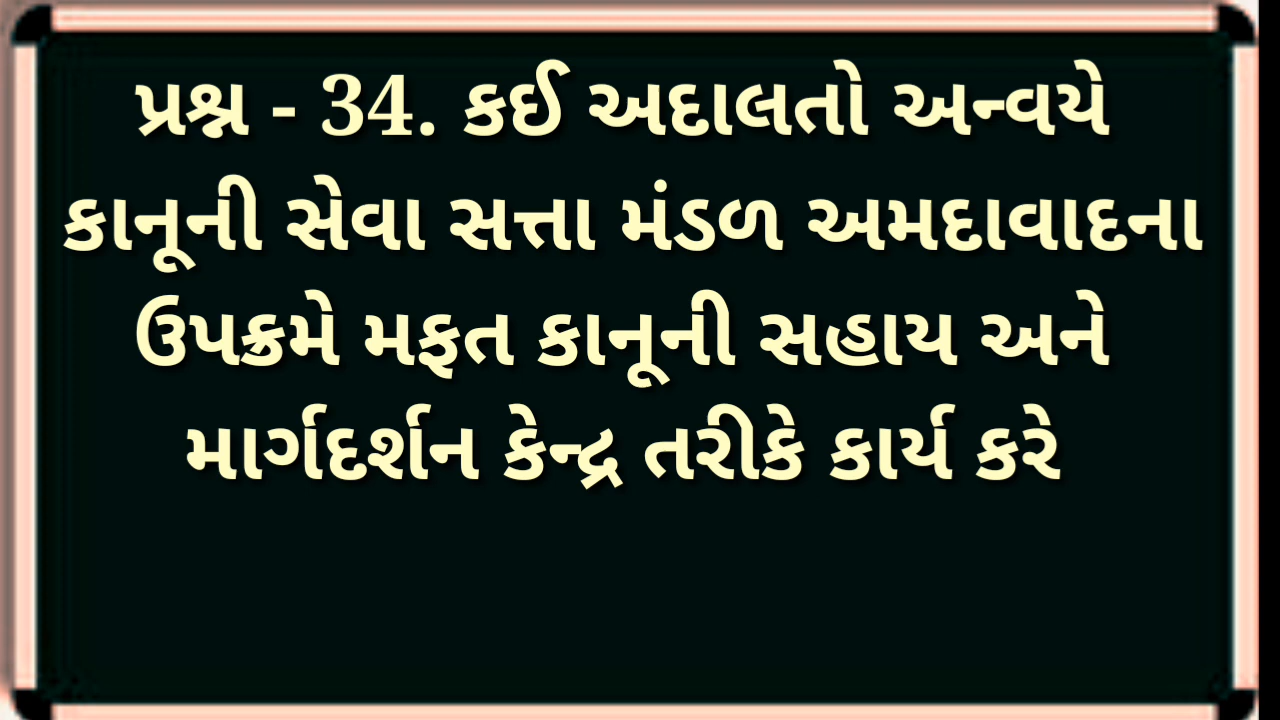 પ્રશ્ન - 34. કઈ અદાલતો અન્વયે
કાનૂની સેવા સત્તા મંડળ અમદાવાદના
ઉપક્રમે મફત કાનૂની સહાય અને
માર્ગદર્શન કેન્દ્ર તરીકે કાર્ય કરે